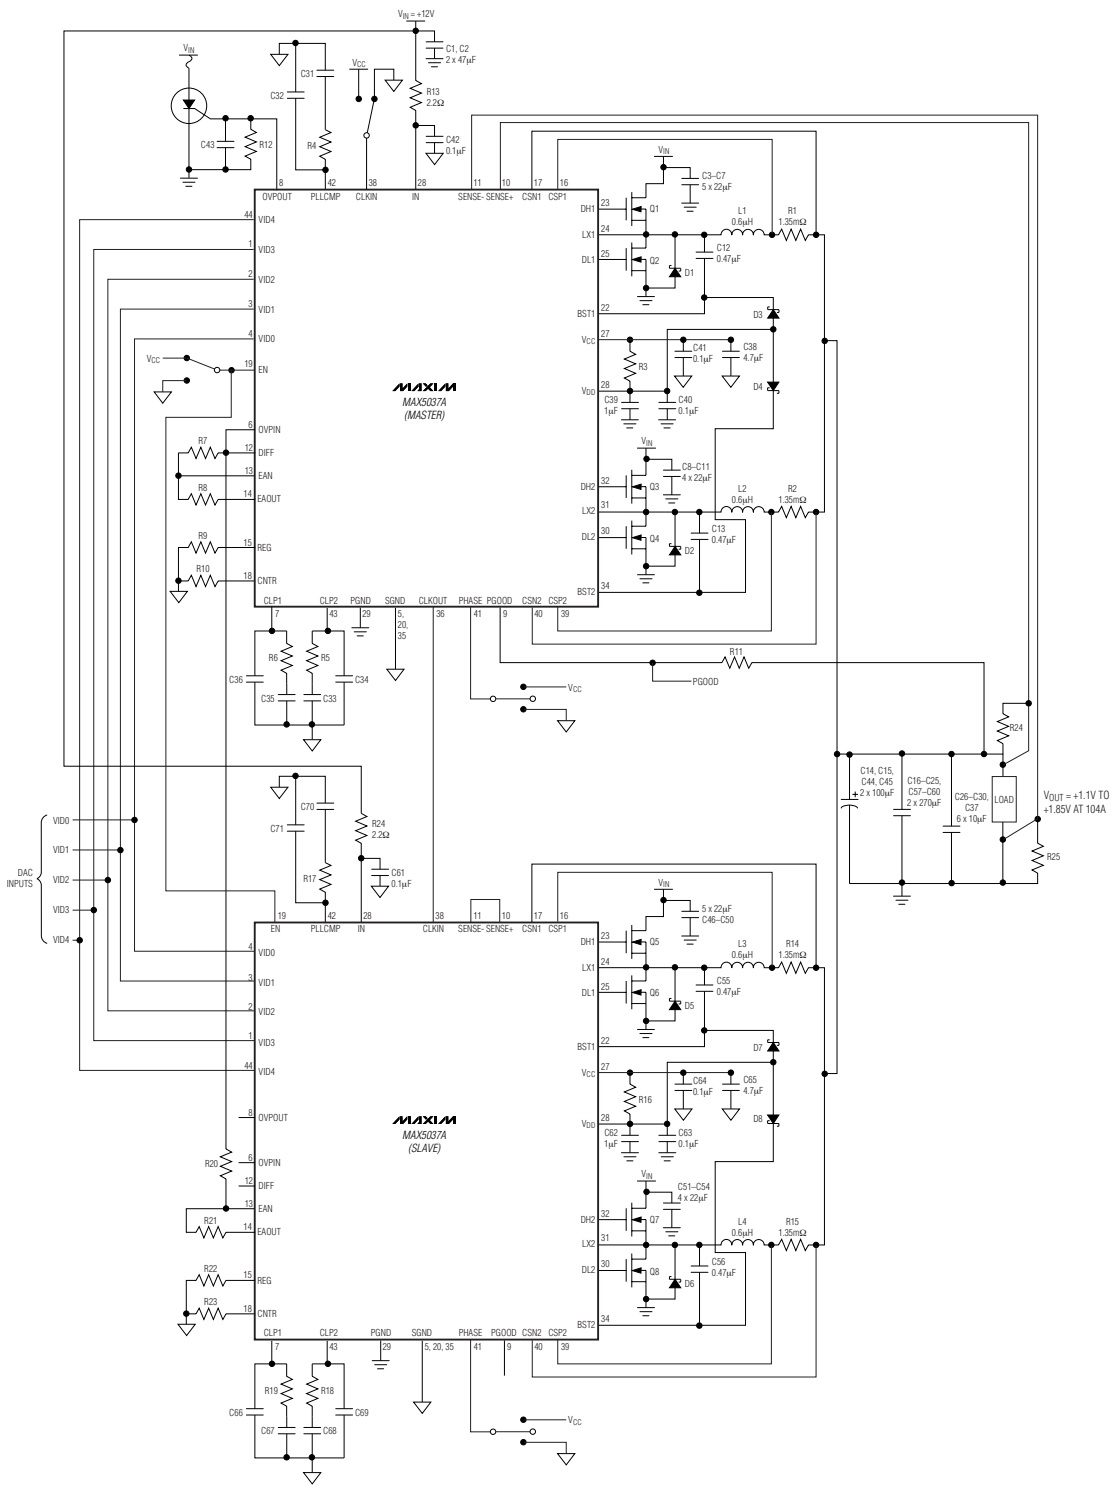 VIN = +12V
C1, C2
2 x 47µF
VIN
C31
C32
VCC
R13
2.2Ω
C43
R12
R4
C42
0.1µF
8
42
38
28
11
10
17
16
OVPOUT
PLLCMP
CLKIN
IN
SENSE-
SENSE+
CSN1
CSP1
VIN
C3–C7
5 x 22µF
44
VID4
DH1
23
Q1
L1
0.6µH
R1
1.35mΩ
1
VID3
LX1
24
C12
0.47µF
2
VID2
DL1
25
Q2
D1
3
VID1
BST1
22
D3
4
VID0
VCC
27
VCC
19
EN
R3
C41
0.1µF
C38
4.7µF
MAXIM
MAX5037A
(MASTER)
VDD
28
D4
C39
1µF
C40
0.1µF
6
OVPIN
R7
12
DIFF
VIN
13
EAN
C8–C11
4 x 22µF
R8
14
EAOUT
DH2
32
Q3
L2
0.6µH
R2
1.35mΩ
LX2
31
R9
15
REG
DL2
30
Q4
D2
C13
0.47µF
R10
18
CNTR
BST2
34
CLP1
CLP2
PGND
SGND
CLKOUT
PHASE
PGOOD
CSN2
CSP2
7
43
29
5,
20,
35
36
41
9
40
39
R6
R5
R11
C36
C34
PGOOD
C35
C33
VCC
R24
C14, C15,
C44, C45
2 x 100µF
C16–C25,
C57–C60
2 x 270µF
C26–C30,
C37
6 x 10µF
LOAD
VOUT = +1.1V TO
+1.85V AT 104A
R25
C70
C71
R24
2.2Ω
R17
C61
0.1µF
DAC
INPUTS
VID0
VID1
VID2
VID3
VID4
19
42
28
38
11
10
17
16
EN
PLLCMP
IN
CLKIN
SENSE-
SENSE+
CSN1
CSP1
VIN
5 x 22µF
C46–C50
4
VID0
DH1
23
Q5
L3
0.6µH
R14
1.35mΩ
LX1
24
3
VID1
DL1
25
Q6
D5
C55
0.47µF
2
VID2
1
VID3
BST1
22
D7
44
VID4
VCC
27
C64
0.1µF
C65
4.7µF
R16
8
OVPOUT
MAXIM
MAX5037A
(SLAVE)
VDD
28
D8
C62
1µF
C63
0.1µF
R20
6
OVPIN
12
DIFF
VIN
13
EAN
C51–C54
4 x 22µF
R21
14
EAOUT
DH2
32
Q7
L4
0.6µH
R15
1.35mΩ
LX2
31
R22
15
REG
DL2
30
Q8
D6
C56
0.47µF
R23
18
CNTR
BST2
34
CLP1
CLP2
PGND
SGND
PHASE
PGOOD
CSN2
CSP2
7
43
29
5, 20, 35
41
9
40
39
R19
R18
C66
C69
C67
C68
VCC